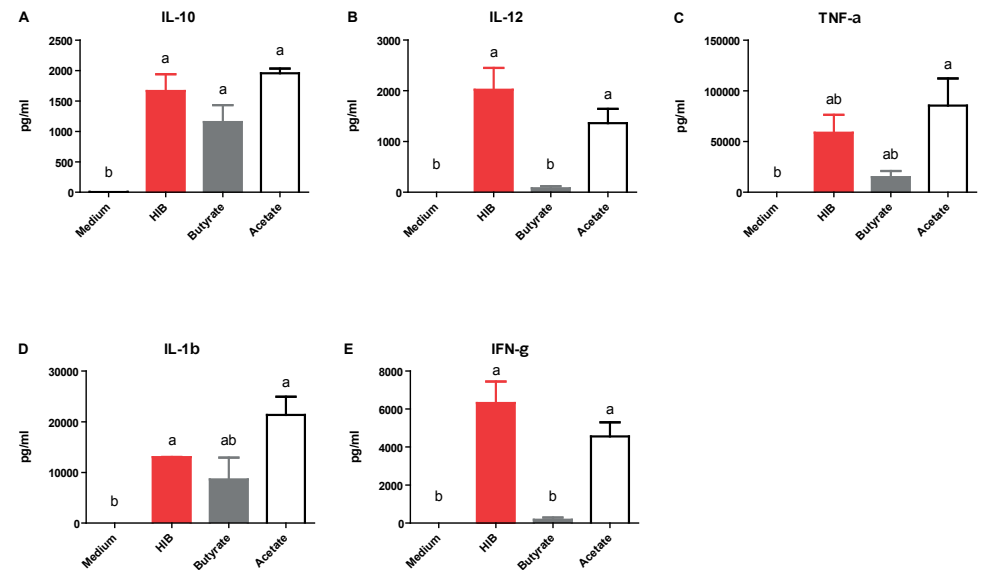 A
IL-10
pg/ml
2500
2000
1500
1000
500
0
b
a
a
a
Medium
HIB
Butyrate
Acetate
B
IL-12
pg/ml
3000
2000
1000
0
b
a
b
a
Medium
HIB
Butyrate
Acetate
C
TNF-a
pg/ml
150000
100000
50000
0
b
ab
ab
a
Medium
HIB
Butyrate
Acetate
D
IL-1b
pg/ml
30000
20000
10000
0
b
a
ab
a
Medium
HIB
Butyrate
Acetate
E
IFN-g
pg/ml
8000
6000
4000
2000
0
b
a
b
a
Medium
HIB
Butyrate
Acetate